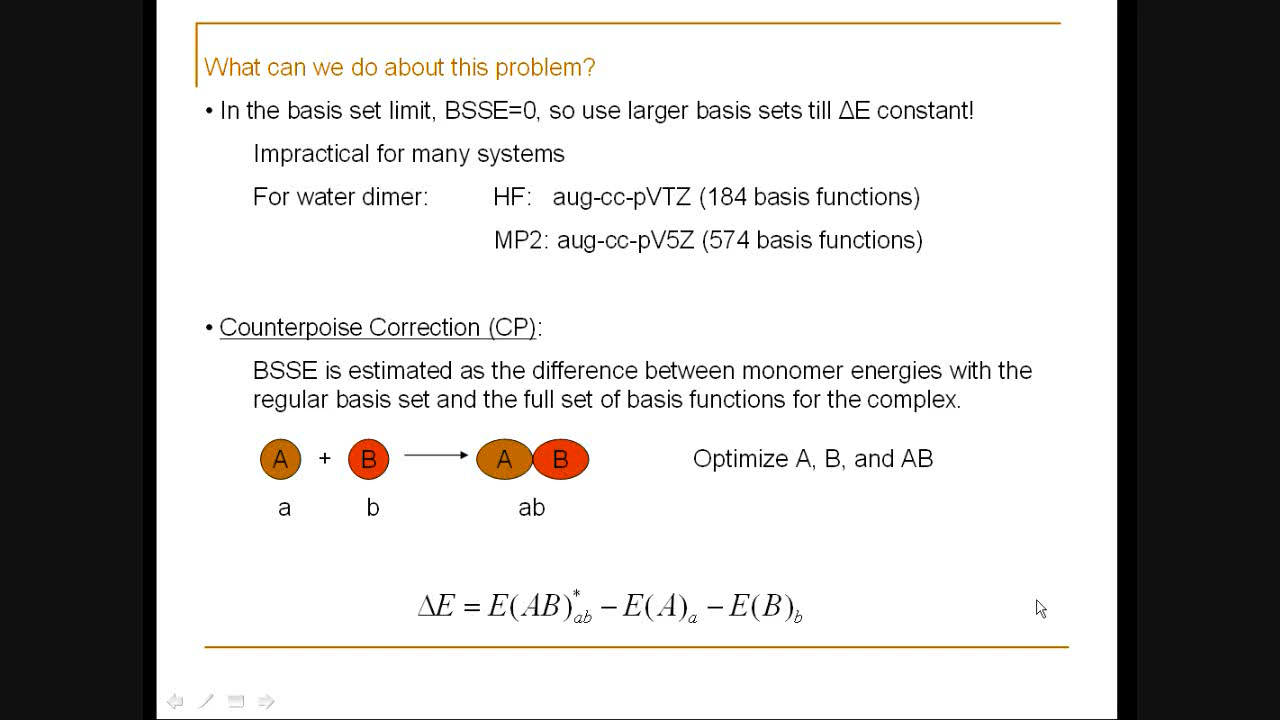 What can we do about this problem?
• In the basis set limit, BSSE=0, so use larger basis sets till ΔE constant!
Impractical for many systems
For water dimer: HF: aug-cc-pVTZ (184 basis functions)
MP2: aug-cc-pV5Z (574 basis functions)
• Counterpoise Correction (CP):
BSSE is estimated as the difference between monomer energies with the
regular basis set and the full set of basis functions for the complex.
A + B A B Optimize A, B, and AB
a b ab
ΔE = E(AB)*ab − E(A)a − E(B)b